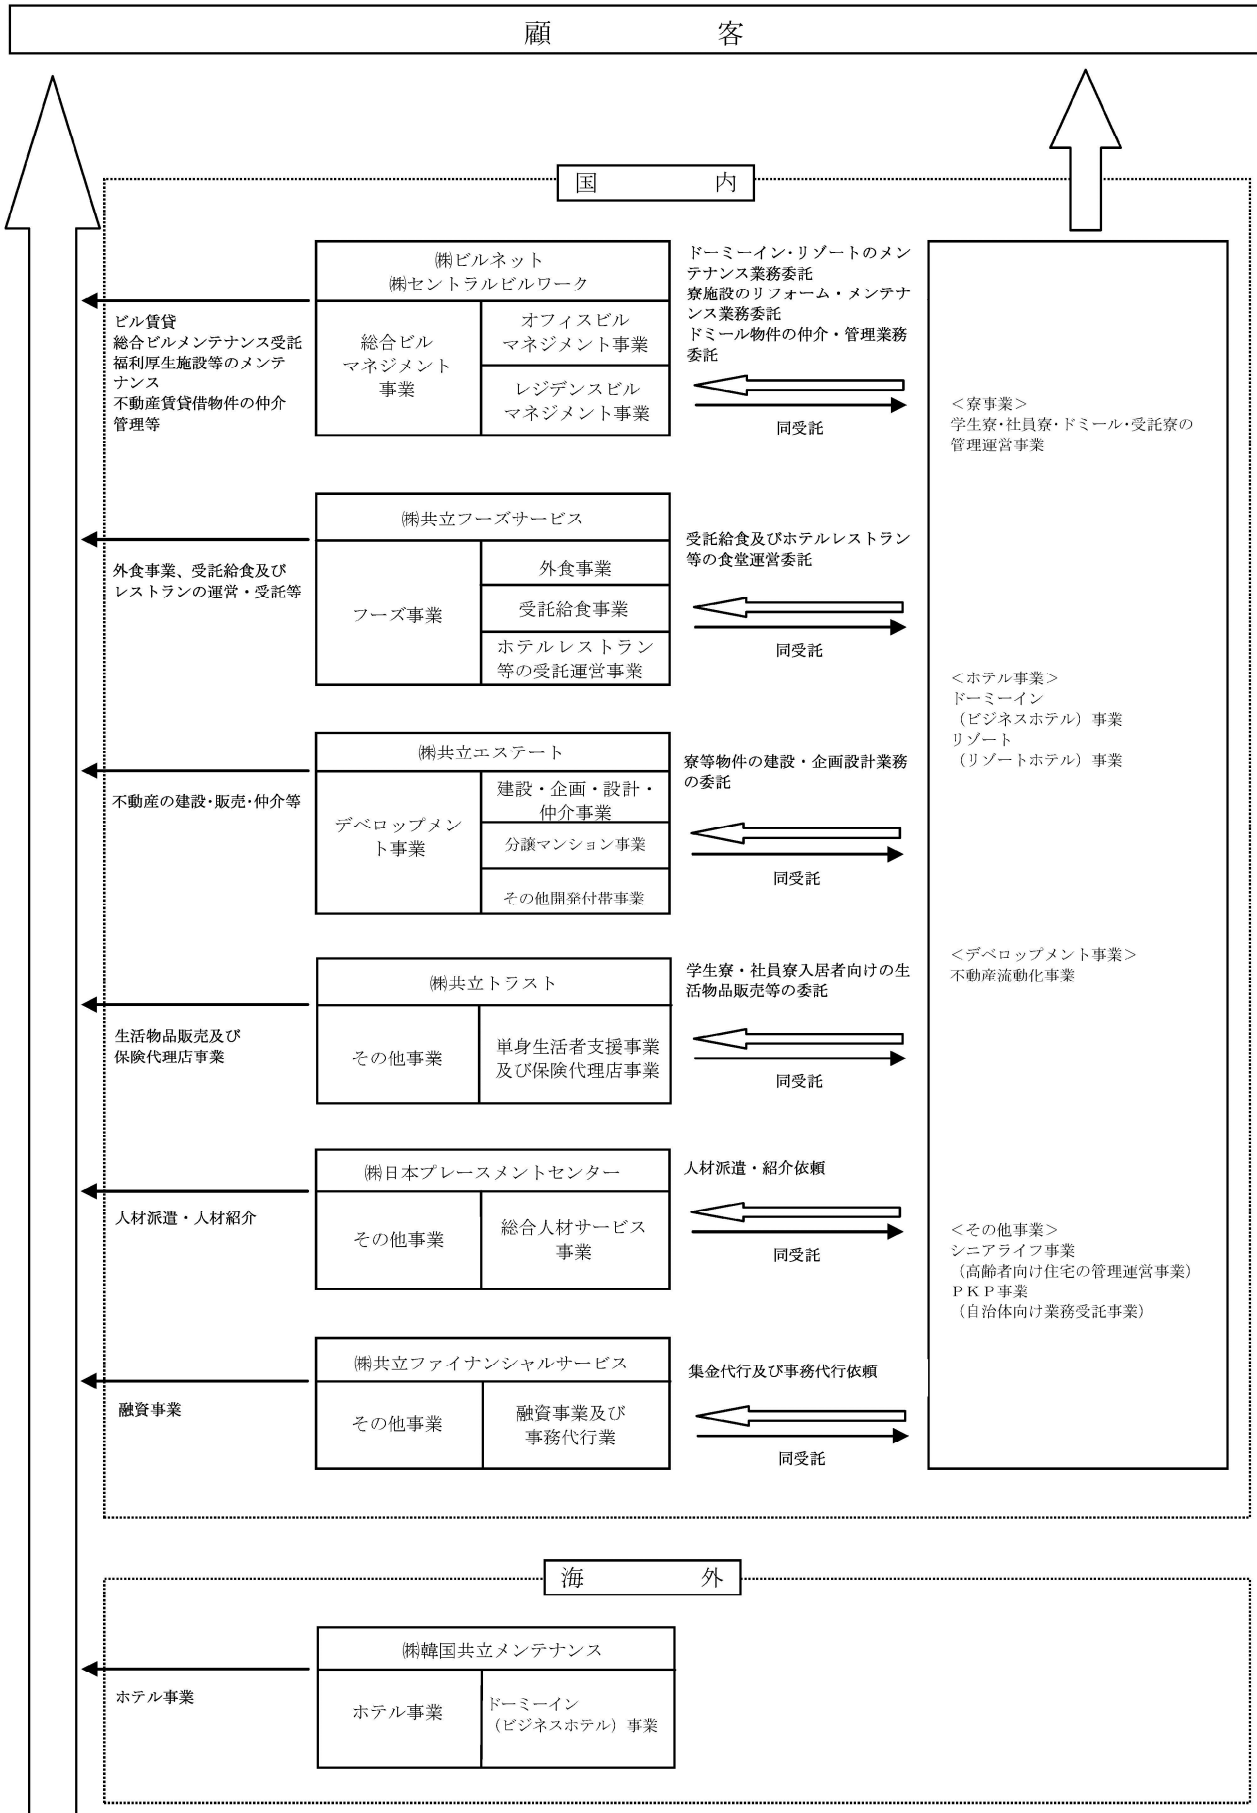 顧客
国内
㈱ビルネット
㈱セントラルビルワーク
総合ビル
マネジメント
事業
オフィスビル
マネジメント事業
レジデンスビル
マネジメント事業
ビル賃貸
総合ビルメンテナンス受託
福利厚生施設等のメンテ
ナンス
不動産賃貸借物件の仲介
管理等
ドーミーイン・リゾートのメン
テナンス業務委託
寮施設のリフォーム・メンテナ
ンス業務委託
ドミール物件の仲介・管理業務
委託
同受託
㈱共立フーズサービス
フーズ事業
外食事業
受託給食事業
ホテルレストラン
等の受託運営事業
外食事業、受託給食及び
レストランの運営・受託等
受託給食及びホテルレストラン
等の食堂運営委託
同受託
㈱共立エステート
デベロップメン
ト事業
建設・企画・設計・
仲介事業
分譲マンション事業
その他開発付帯事業
不動産の建設・販売・仲介等
寮等物件の建設・企画設計業務
の委託
同受託
㈱共立トラスト
その他事業
単身生活者支援事業
及び保険代理店事業
生活物品販売及び
保険代理店事業
学生寮・社員寮入居者向けの生
活物品販売等の委託
同受託
㈱日本プレースメントセンター
その他事業
総合人材サービス
事業
人材派遣・人材紹介
人材派遣・紹介依頼
同受託
㈱共立ファイナンシャルサービス
その他事業
融資事業及び
事務代行業
融資事業
集金代行及び事務代行依頼
同受託
＜寮事業＞
学生寮・社員寮・ドミール・受託寮の
管理運営事業
＜ホテル事業＞
ドーミーイン
（ビジネスホテル）事業
リゾート
（リゾートホテル）事業
＜デベロップメント事業＞
不動産流動化事業
＜その他事業＞
シニアライフ事業
（高齢者向け住宅の管理運営事業）
ＰＫＰ事業
（自治体向け業務受託事業）
海外
㈱韓国共立メンテナンス
ホテル事業
ドーミーイン
（ビジネスホテル）事業
ホテル事業